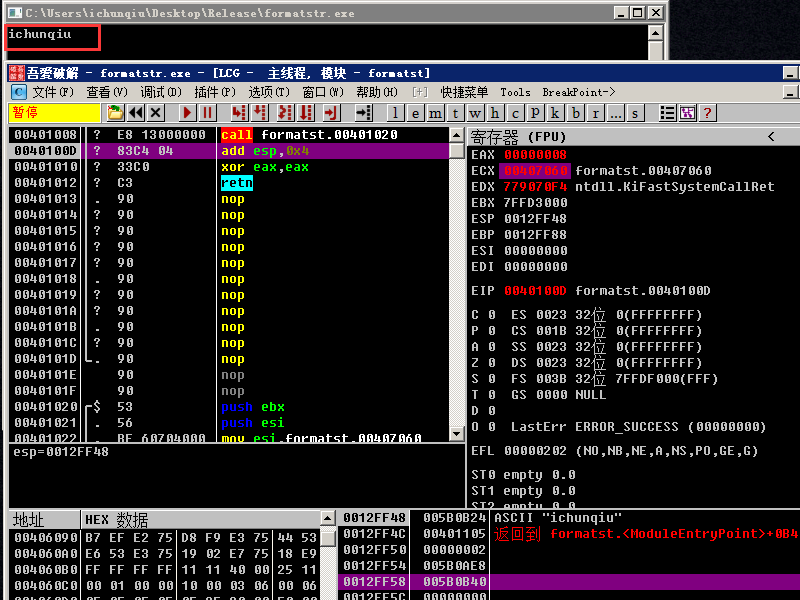 C:\Users\ichunqiu\Desktop\Release\formatstr.exe
ichunqiu
吾爱破解 - formatstr.exe - [LCG - 主线程, 模块 - formatst]
C 文件(F) 查看(V) 调试(D) 插件(P) 选项(T) 窗口(W) 帮助(H) [+] 快捷菜单 Tools BreakPoint->
暂停 l e m t w h c P k b r ... s ?
00401008 ? E8 13000000 call formatst.00401020
0040100D ? 83C4 04 add esp,0x4
00401010 ? 33C0 xor eax,eax
00401012 ? C3 retn
00401013 . 90 nop
00401014 ? 90 nop
00401015 . 90 nop
00401016 ? 90 nop
00401017 . 90 nop
00401018 ? 90 nop
00401019 ? 90 nop
0040101A ? 90 nop
0040101B . 90 nop
0040101C ? 90 nop
0040101D . 90 nop
0040101E 90 nop
0040101F 90 nop
00401020 $ 53 push ebx
00401021 . 56 push esi
00401022 . BE 60704000 mov esi,formatst.00407060
esp=0012FF48
寄存器 (FPU) <
EAX 00000008
ECX 00407060 formatst.00407060
EDX 779070F4 ntdll.KiFastSystemCallRet
EBX 7FFD3000
ESP 0012FF48
EBP 0012FF88
ESI 00000000
EDI 00000000
EIP 0040100D formatst.0040100D
C 0 ES 0023 32位 0(FFFFFFFF)
P 0 CS 001B 32位 0(FFFFFFFF)
A 0 SS 0023 32位 0(FFFFFFFF)
Z 0 DS 0023 32位 0(FFFFFFFF)
S 0 FS 003B 32位 7FFDF000(FFF)
T 0 GS 0000 NULL
D 0
O 0 LastErr ERROR_SUCCESS (00000000)
EFL 00000202 (NO,NB,NE,A,NS,PO,GE,G)
ST0 empty 0.0
ST1 empty 0.0
ST2 empty 0.0
地址 HEX 数据
00406090 B7 EF E2 75 D8 F9 E3 75 44 53
004060A0 E6 53 E3 75 19 02 E7 75 18 E9
004060B0 FF FF FF FF 11 11 40 00 25 11
004060C0 00 01 00 00 10 00 03 06 00 06
0012FF48 005B0B24 ASCII "ichunqiu"
0012FF4C 00401105 返回到 formatst.<ModuleEntryPoint>+0B4
0012FF50 00000002
0012FF54 005B0AE8
0012FF58 005B0B40
0012FF5C 00000000